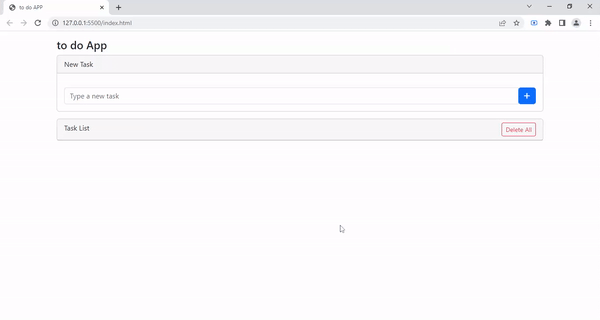 to do APP
127.0.0.1:5500/index.html
to do App
New Task
Type a new task
+
Task List
Delete All